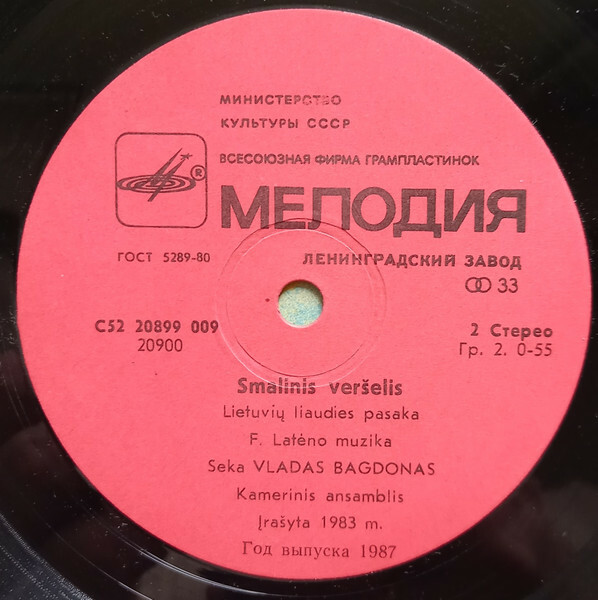 МИНИСТЕРСТВО
КУЛЬТУРЫ СССР
ВСЕСОЮЗНАЯ ФИРМА ГРАМПЛАСТИНОК
®
МЕЛОДИЯ
ГОСТ 5289-80
ЛЕНИНГРАДСКИЙ ЗАВОД
33
С52 20899 009
20900
2 Стерео
Гр. 2. 0-55
Smalinis veršelis
Lietuvių liaudies pasaka
F. Latėno muzika
Seka VLADAS BAGDONAS
Kamerinis ansamblis
Įrašyta 1983 m.
Год выпуска 1987